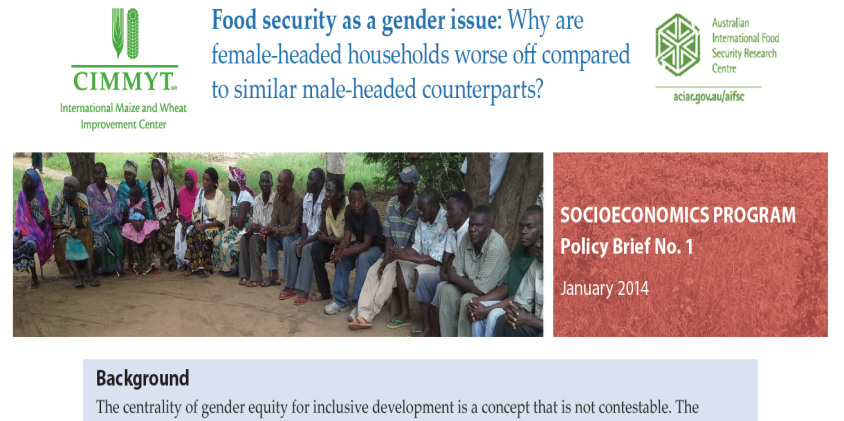 Food security as a gender issue: Why are
female-headed households worse off compared
to similar male-headed counterparts?
CIMMYT
International Maize and Wheat
Improvement Center
Australian
International Food
Security Research
Centre
aciar.gov.au/aifsc
SOCIOECONOMICS PROGRAM
Policy Brief No. 1
January 2014
Background
The centrality of gender equity for inclusive development is a concept that is not contestable. The